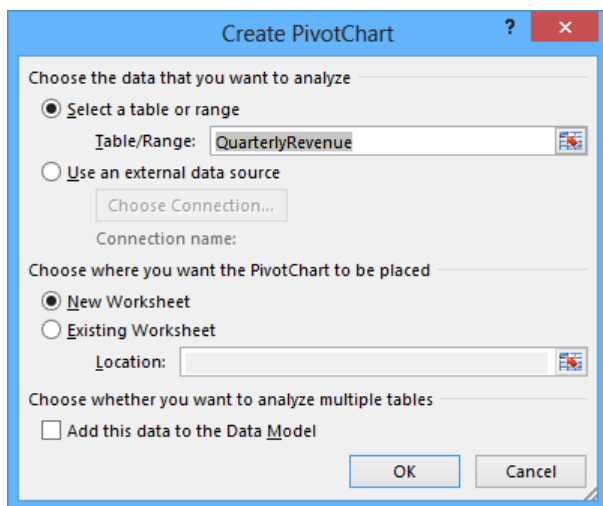 Create PivotChart
?
×
Choose the data that you want to analyze
Select a table or range
Table/Range: QuarterlyRevenue
Use an external data source
Choose Connection...
Connection name:
Choose where you want the PivotChart to be placed
New Worksheet
Existing Worksheet
Location:
Choose whether you want to analyze multiple tables
Add this data to the Data Model
OK Cancel